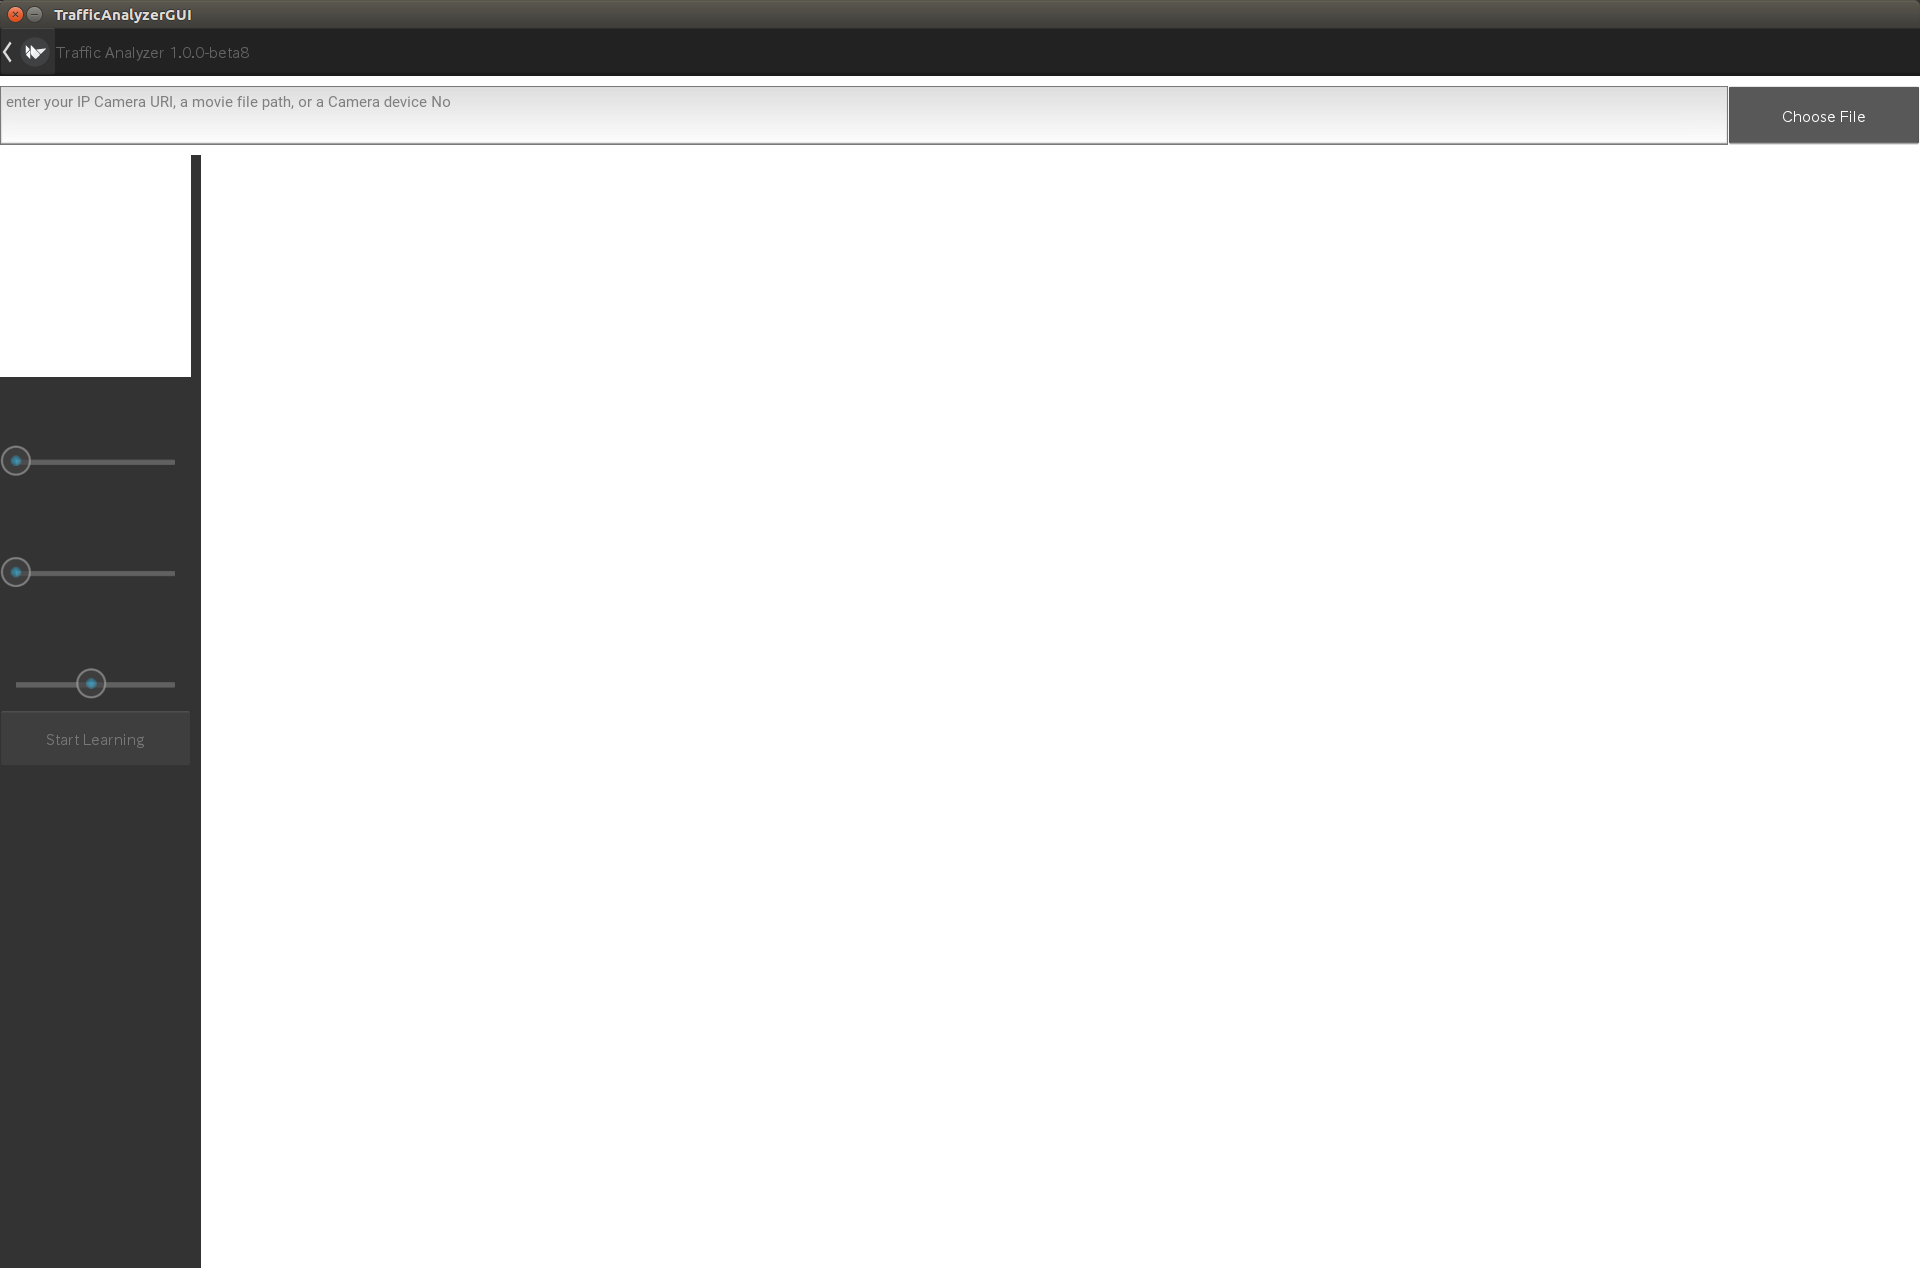 TrafficAnalyzerGUI
Traffic Analyzer 1.0.0-beta8
enter your IP Camera URI, a movie file path, or a Camera device No
Choose File
Start Learning